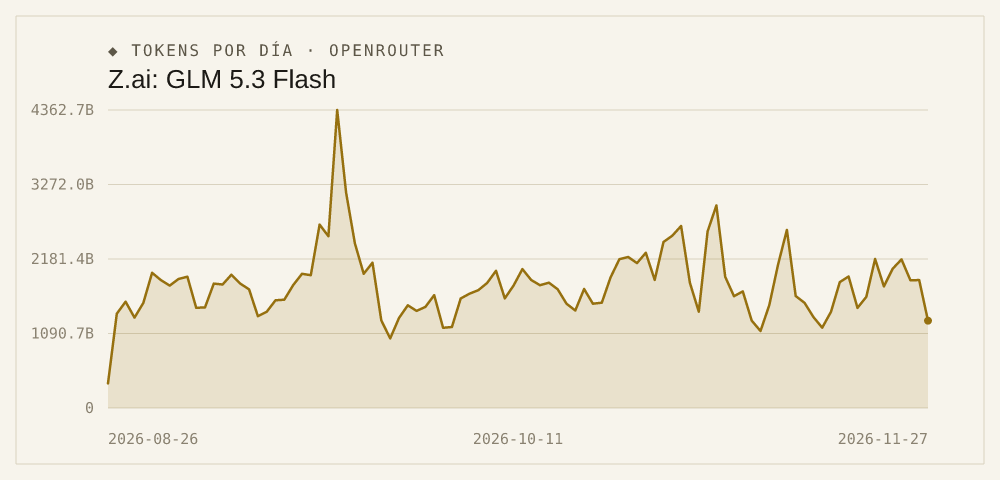 ◆ TOKENS POR DÍA · OPENROUTER
Z.ai: GLM 5.3 Flash
4362.7B
3272.0B
2181.4B
1090.7B
0
2026-08-26 2026-10-11 2026-11-27